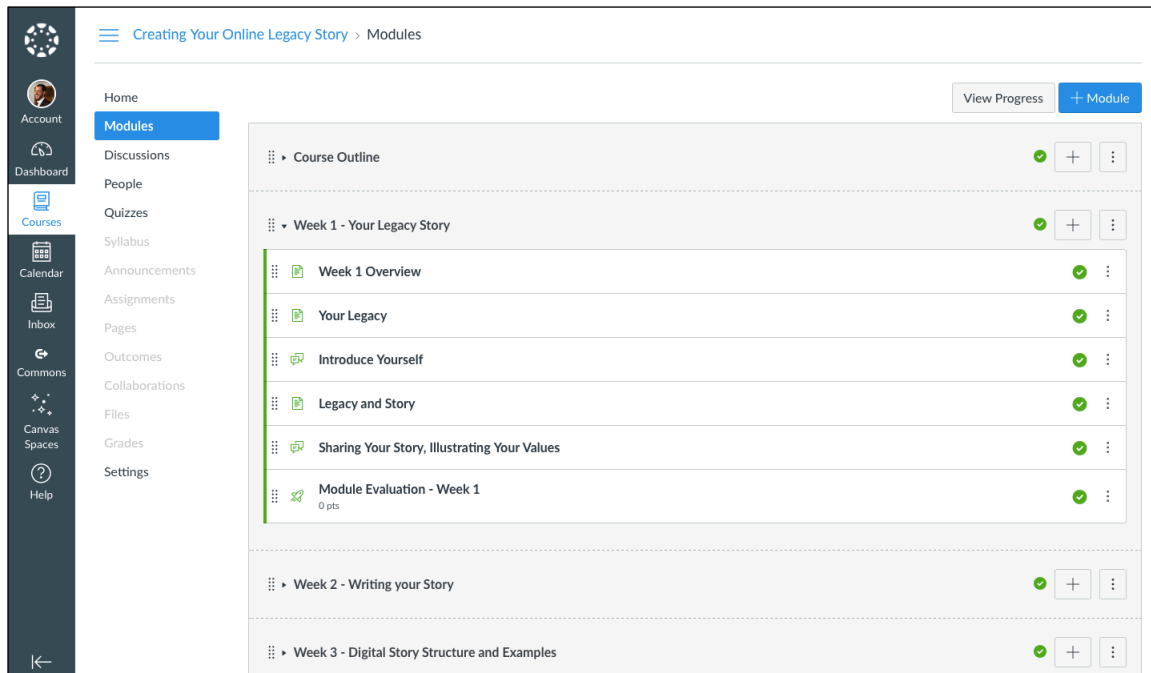 Creating Your Online Legacy Story › Modules
Account
Dashboard
Courses
Calendar
Inbox
Commons
Canvas
Spaces
Help
Home
Modules
Discussions
People
Quizzes
Syllabus
Announcements
Assignments
Pages
Outcomes
Collaborations
Files
Grades
Settings
View Progress
+ Module
Course Outline
Week 1 - Your Legacy Story
Week 1 Overview
Your Legacy
Introduce Yourself
Legacy and Story
Sharing Your Story, Illustrating Your Values
Module Evaluation - Week 1
0 pts
Week 2 - Writing your Story
Week 3 - Digital Story Structure and Examples